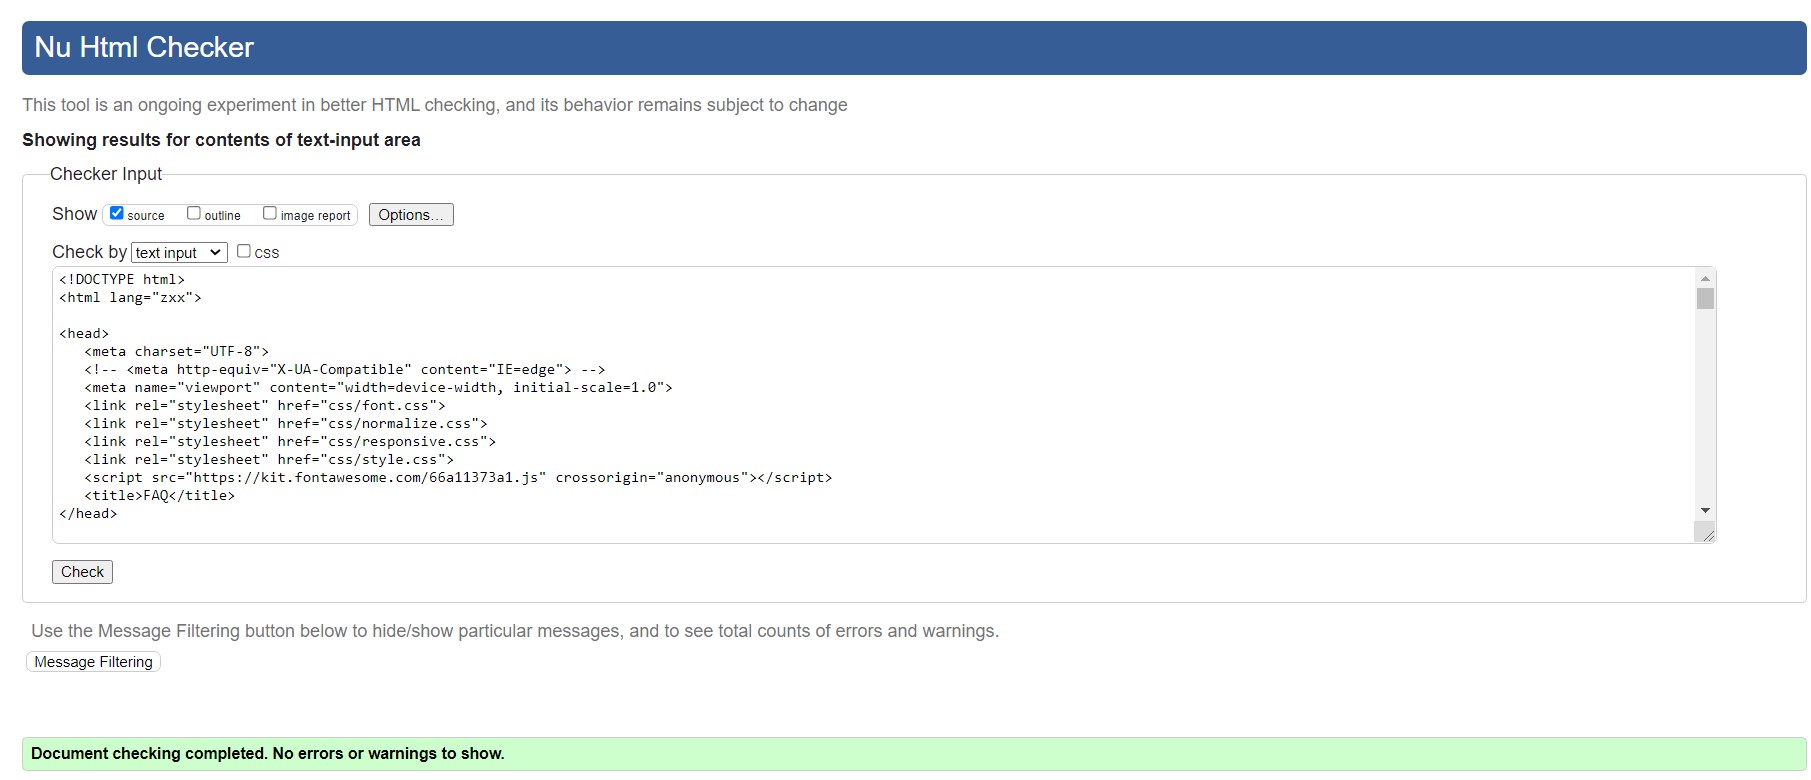 Nu Html Checker
This tool is an ongoing experiment in better HTML checking, and its behavior remains subject to change
Showing results for contents of text-input area
Checker Input
Show source outline image report Options...
Check by text input CSS
<!DOCTYPE html>
<html lang="zxx">
<head>
<meta charset="UTF-8">
<!-- <meta http-equiv="X-UA-Compatible" content="IE=edge"> -->
<meta name="viewport" content="width=device-width, initial-scale=1.0">
<link rel="stylesheet" href="css/font.css">
<link rel="stylesheet" href="css/normalize.css">
<link rel="stylesheet" href="css/responsive.css">
<link rel="stylesheet" href="css/style.css">
<script src="https://kit.fontawesome.com/66a11373a1.js" crossorigin="anonymous"></script>
<title>FAQ</title>
</head>
Check
Use the Message Filtering button below to hide/show particular messages, and to see total counts of errors and warnings.
Message Filtering
Document checking completed. No errors or warnings to show.